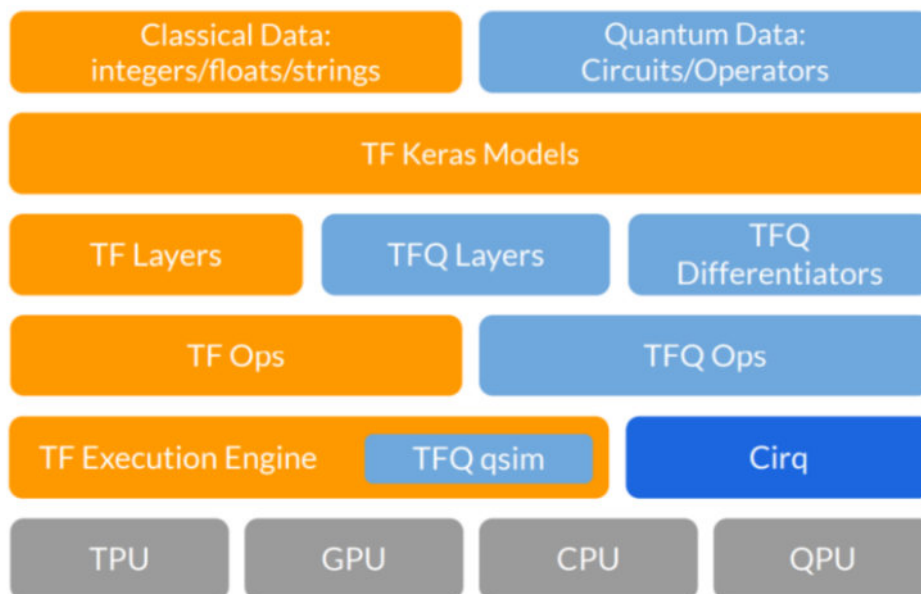 Classical Data:
integers/floats/strings
Quantum Data:
Circuits/Operators
TF Keras Models
TF Layers
TFQ Layers
TFQ
Differentiators
TF Ops
TFQ Ops
TF Execution Engine
TFQ qsim
Cirq
TPU
GPU
CPU
QPU